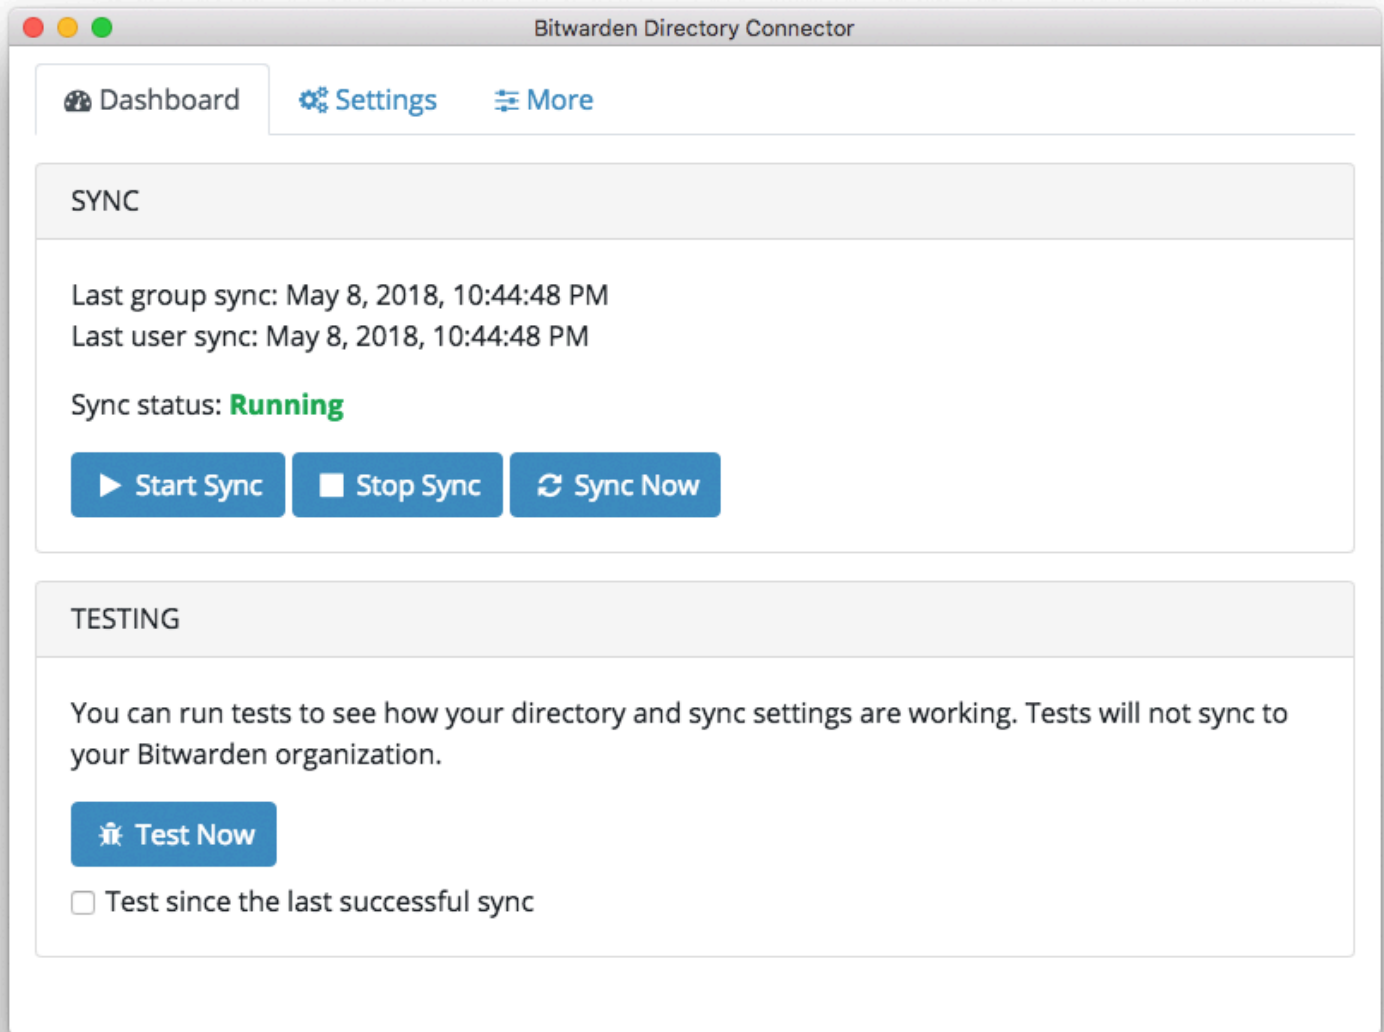 Bitwarden Directory Connector
Dashboard Settings More
SYNC
Last group sync: May 8, 2018, 10:44:48 PM
Last user sync: May 8, 2018, 10:44:48 PM
Sync status: Running
Start Sync Stop Sync Sync Now
TESTING
You can run tests to see how your directory and sync settings are working. Tests will not sync to
your Bitwarden organization.
Test Now
Test since the last successful sync